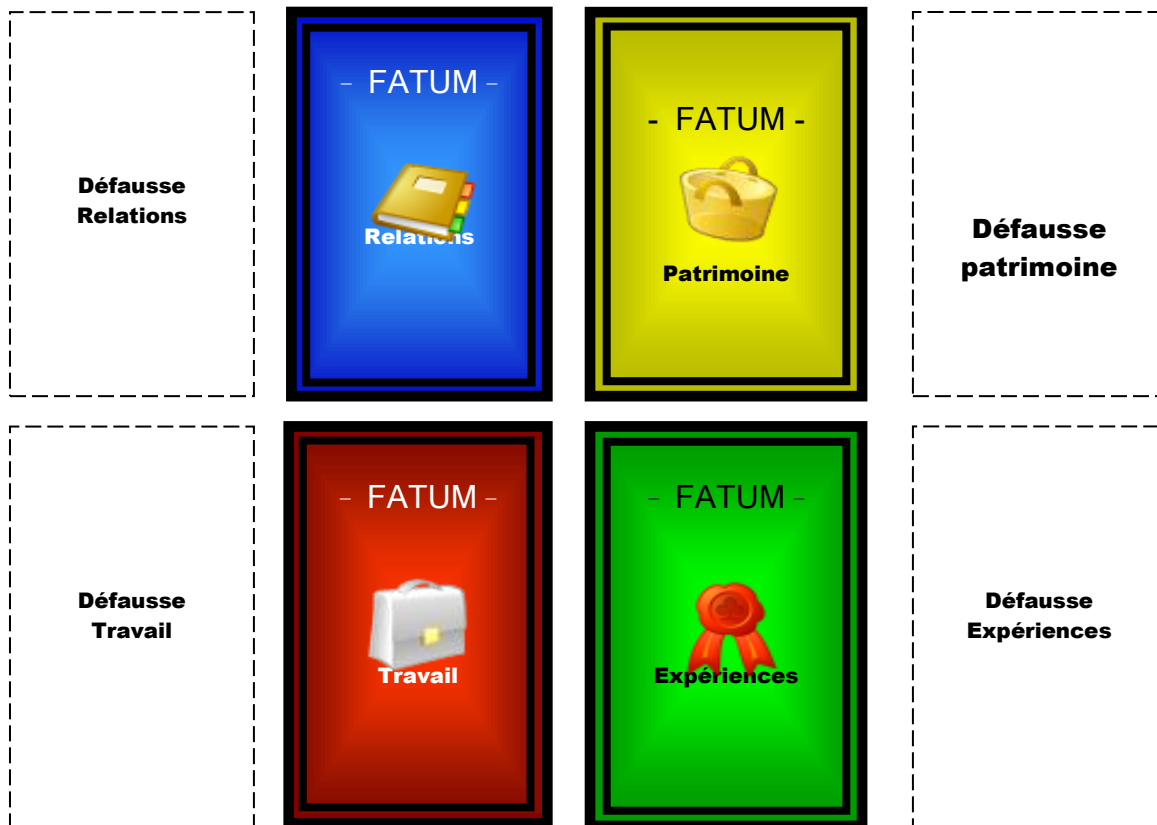 Défausse
Relations
- FATUM -
Relations
- FATUM -
Patrimoine
Défausse
patrimoine
Défausse
Travail
- FATUM -
Travail
- FATUM -
Expériences
Défausse
Expériences